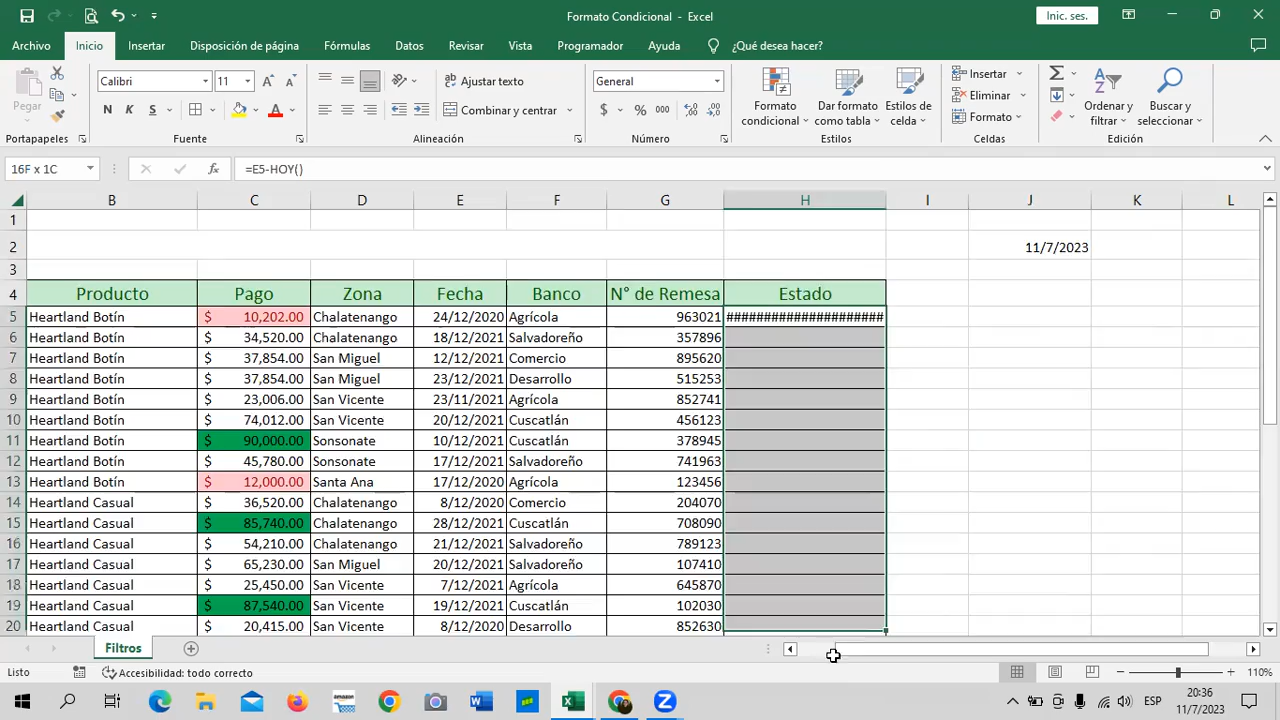 Formato Condicional - Excel
Inic. ses.
Archivo Inicio Insertar Disposición de página Fórmulas Datos Revisar Vista Programador Ayuda ¿Qué desea hacer?
Pegar
Calibri 11
N K S
Ajustar texto
Combinar y centrar
General
$ % 000
Formato condicional
Dar formato como tabla
Estilos de celda
Insertar
Eliminar
Formato
Ordenar y filtrar
Buscar y seleccionar
Portapapeles Fuente Alineación Número Estilos Celdas Edición
16F x 1C fx =E5-HOY()
B C D E F G H I J K L
1
2 11/7/2023
3
4 Producto Pago Zona Fecha Banco N° de Remesa Estado
5 Heartland Botín $ 10,202.00 Chalatenango 24/12/2020 Agrícola 963021 ####################
6 Heartland Botín $ 34,520.00 Chalatenango 18/12/2021 Salvadoreño 357896
7 Heartland Botín $ 37,854.00 San Miguel 12/12/2021 Comercio 895620
8 Heartland Botín $ 37,854.00 San Miguel 23/12/2021 Desarrollo 515253
9 Heartland Botín $ 23,006.00 San Vicente 23/11/2021 Agrícola 852741
10 Heartland Botín $ 74,012.00 San Vicente 20/12/2021 Cuscatlán 456123
11 Heartland Botín $ 90,000.00 Sonsonate 10/12/2021 Cuscatlán 378945
12 Heartland Botín $ 45,780.00 Sonsonate 17/12/2021 Salvadoreño 741963
13 Heartland Botín $ 12,000.00 Santa Ana 17/12/2020 Agrícola 123456
14 Heartland Casual $ 36,520.00 Chalatenango 8/12/2020 Comercio 204070
15 Heartland Casual $ 85,740.00 Chalatenango 28/12/2021 Cuscatlán 708090
16 Heartland Casual $ 54,210.00 Chalatenango 21/12/2021 Salvadoreño 789123
17 Heartland Casual $ 65,230.00 San Miguel 20/12/2021 Salvadoreño 107410
18 Heartland Casual $ 25,450.00 San Vicente 7/12/2021 Agrícola 645870
19 Heartland Casual $ 87,540.00 San Vicente 19/12/2021 Cuscatlán 102030
20 Heartland Casual $ 20,415.00 San Vicente 8/12/2020 Desarrollo 852630
Filtros
Listo Accesibilidad: todo correcto 110%
amazon
ESP
20:36
11/7/2023